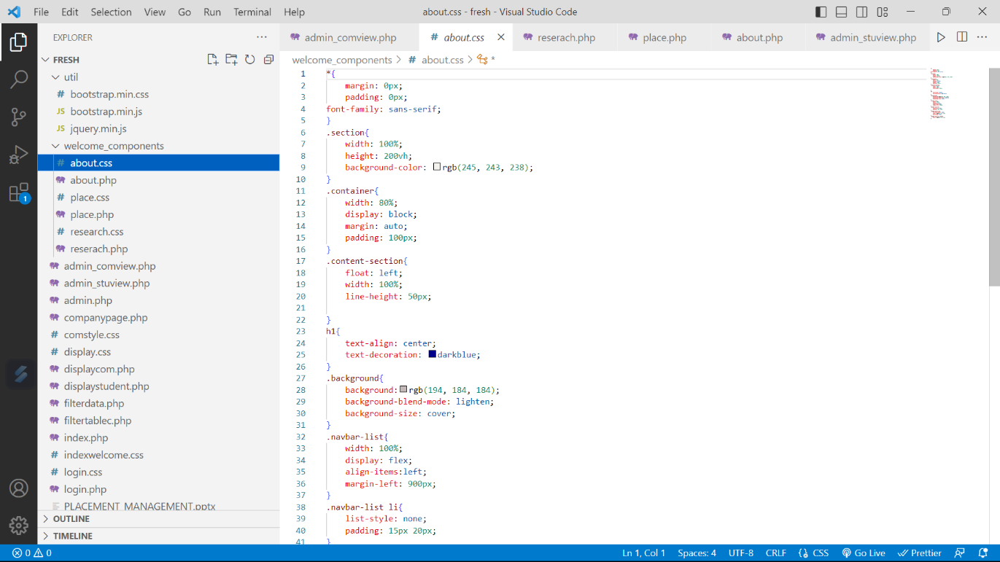 File Edit Selection View Go Run Terminal Help
about.css - fresh - Visual Studio Code
EXPLORER
FRESH
util
# bootstrap.min.css
JS bootstrap.min.js
JS jquery.min.js
welcome_components
# about.css
about.php
# place.css
place.php
# research.css
reserach.php
admin_comview.php
admin_stuview.php
admin.php
companypage.php
# comstyle.css
# display.css
displaycom.php
displaystudent.php
filterdata.php
filtertablec.php
index.php
# indexwelcome.css
# login.css
login.php
PLACEMENT_MANAGEMENT.pptx
OUTLINE
TIMELINE
1
admin_comview.php # about.css reserach.php place.php about.php admin_stuview.php
welcome_components > # about.css > *
1 *{
2 margin: 0px;
3 padding: 0px;
4 font-family: sans-serif;
5 }
6 .section{
7 width: 100%;
8 height: 200vh;
9 background-color: rgb(245, 243, 238);
10 }
11 .container{
12 width: 80%;
13 display: block;
14 margin: auto;
15 padding: 100px;
16 }
17 .content-section{
18 float: left;
19 width: 100%;
20 line-height: 50px;
21
22 }
23 h1{
24 text-align: center;
25 text-decoration: darkblue;
26 }
27 .background{
28 background: rgb(194, 184, 184);
29 background-blend-mode: lighten;
30 background-size: cover;
31 }
32 .navbar-list{
33 width: 100%;
34 display: flex;
35 align-items:left;
36 margin-left: 900px;
37 }
38 .navbar-list li{
39 list-style: none;
40 padding: 15px 20px;
41 }
0 0 Ln 1, Col 1 Spaces: 4 UTF-8 CRLF CSS Go Live Prettier